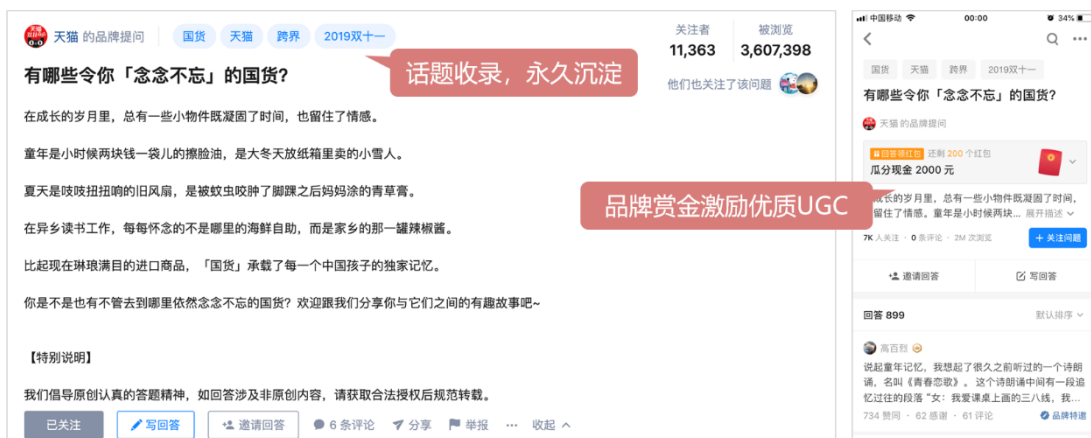 天猫 的品牌提问
国货 天猫 跨界 2019双十一
关注者 被浏览
11,363 3,607,398
有哪些令你「念念不忘」的国货?
话题收录，永久沉淀
他们也关注了该问题
在成长的岁月里，总有一些小物件既凝固了时间，也留住了情感。
童年是小时候两块钱一袋儿的擦脸油，是大冬天放纸箱里卖的小雪人。
夏天是吱吱扭扭响的旧风扇，是被蚊虫咬肿了脚踝之后妈妈涂的青草膏。
在异乡读书工作，每每怀念的不是哪里的海鲜自助，而是家乡的那一罐辣椒酱。
比起现在琳琅满目的进口商品，「国货」承载了每一个中国孩子的独家记忆。
你是不是也有不管去到哪里依然念念不忘的国货？欢迎跟我们分享你与它们之间的有趣故事吧~
【特别说明】
我们倡导原创认真的答题精神，如回答涉及非原创内容，请获取合法授权后规范转载。
已关注 写回答 邀请回答 6 条评论 分享 举报 ... 收起
中国移动 00:00 34%
国货 天猫 跨界 2019双十一
有哪些令你「念念不忘」的国货?
天猫 的品牌提问
回答领红包 还剩 200 个红包
瓜分现金 2000 元
品牌赏金激励优质UGC
长的岁月里，总有一些小物件既凝固了时间，
留住了情感。童年是小时候两块... 展开描述
7K 人关注 · 0 条评论 · 2M 次浏览 + 关注问题
邀请回答 写回答
回答 899 默认排序
高百烈
说起童年记忆，我想起了很久之前听过的一个诗朗
诵，名叫《青春恋歌》。 这个诗朗诵中间有一段追
忆过往的段落 “女：我爱课桌上画的三八线，我...
734 赞同 · 62 感谢 · 61 评论 品牌特邀